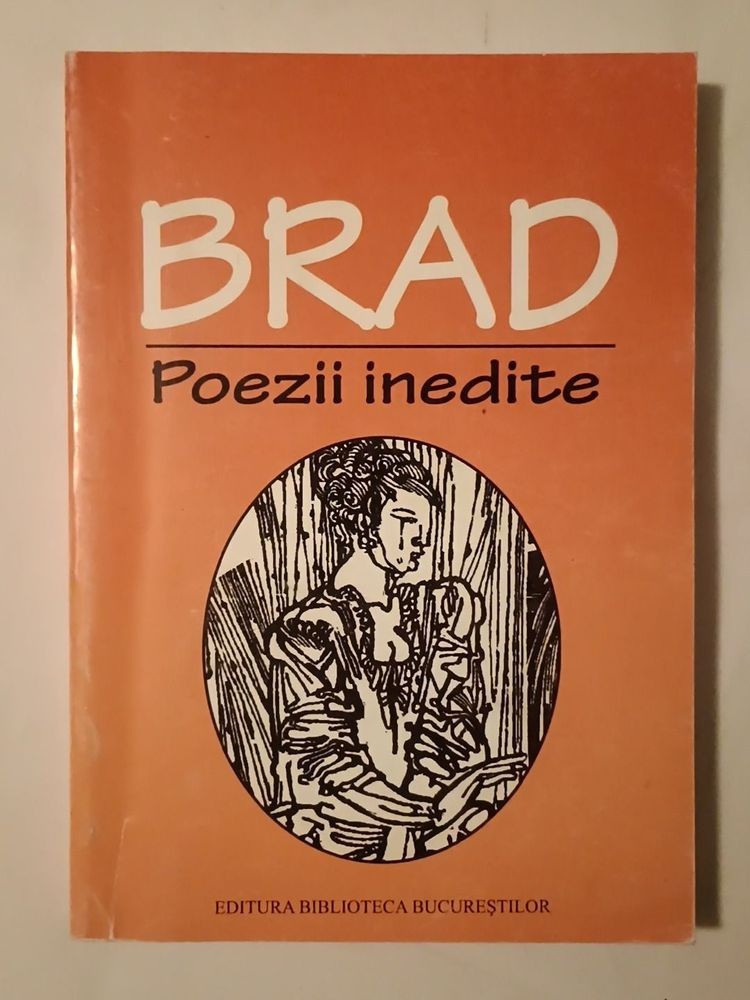 BRAD
Poezii inedite
EDITURA BIBLIOTECA BUCUREȘTILOR